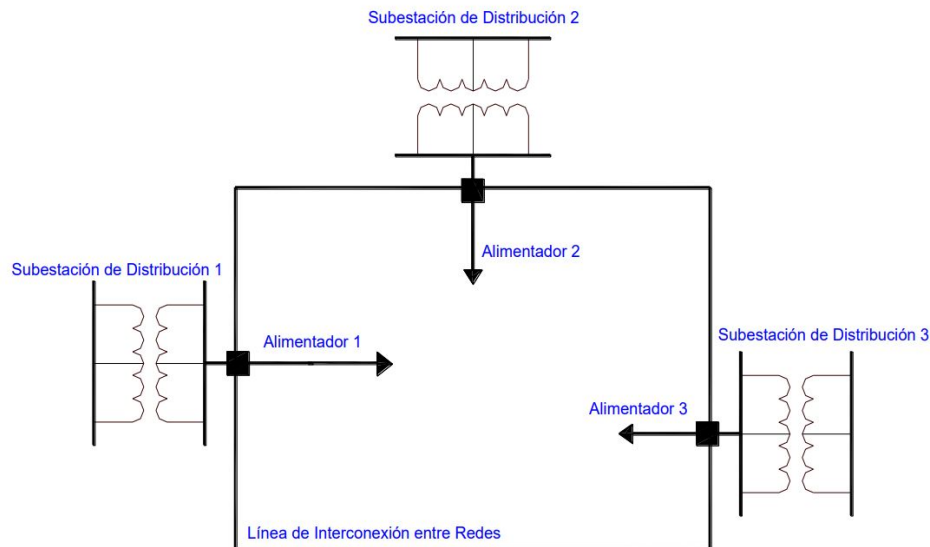 Subestación de Distribución 2
Alimentador 2
Subestación de Distribución 1
Alimentador 1
Subestación de Distribución 3
Alimentador 3
Línea de Interconexión entre Redes